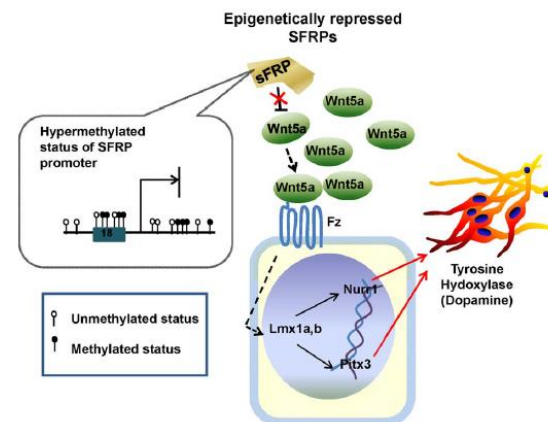 Epigenetically repressed
SFRPs
sFRP
Wnt5a
Wnt5a
Wnt5a
Wnt5a
Wnt5a
Wnt5a
Hypermethylated
status of SFRP
promoter
18
Fz
Unmethylated status
Methylated status
Lmx1a,b
Nurr1
Pitx3
Tyrosine
Hydoxylase
(Dopamine)